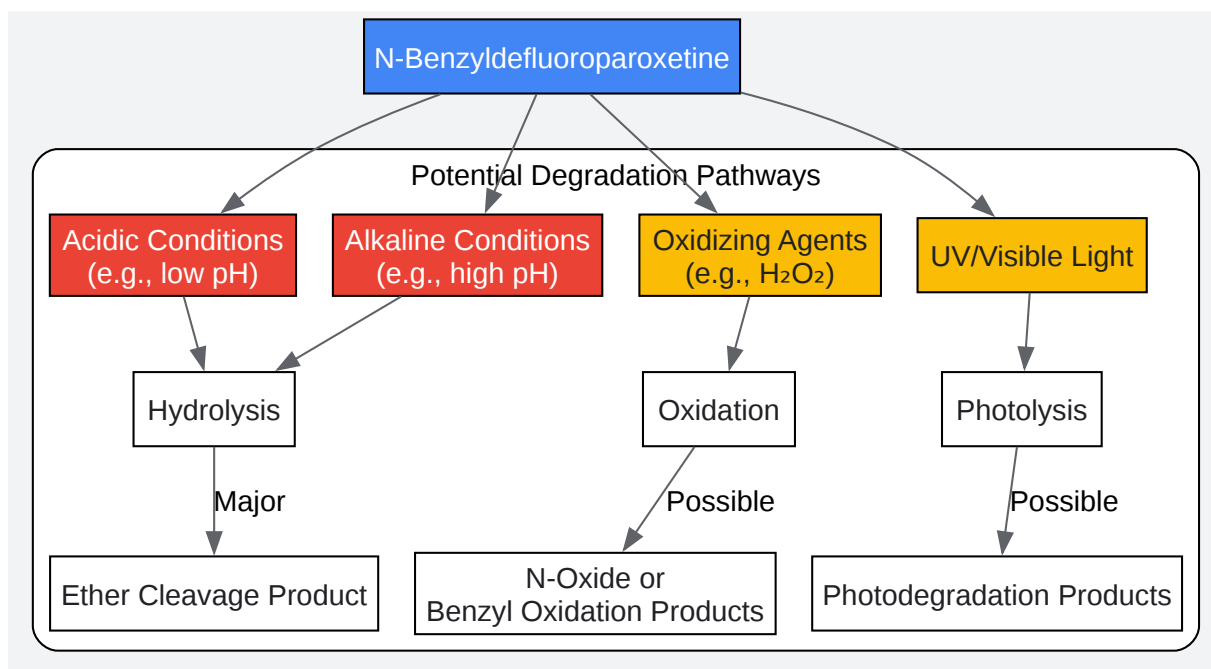 N-Benzyldefluoroparoxetine
Potential Degradation Pathways
Acidic Conditions
(e.g., low pH)
Alkaline Conditions
(e.g., high pH)
Oxidizing Agents
(e.g., H₂O₂)
UV/Visible Light
Hydrolysis
Oxidation
Photolysis
Major
Possible
Possible
Ether Cleavage Product
N-Oxide or
Benzyl Oxidation Products
Photodegradation Products